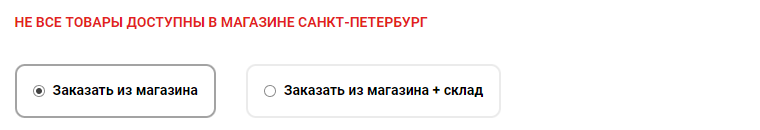 НЕ ВСЕ ТОВАРЫ ДОСТУПНЫ В МАГАЗИНЕ САНКТ-ПЕТЕРБУРГ
Заказать из магазина
Заказать из магазина + склад